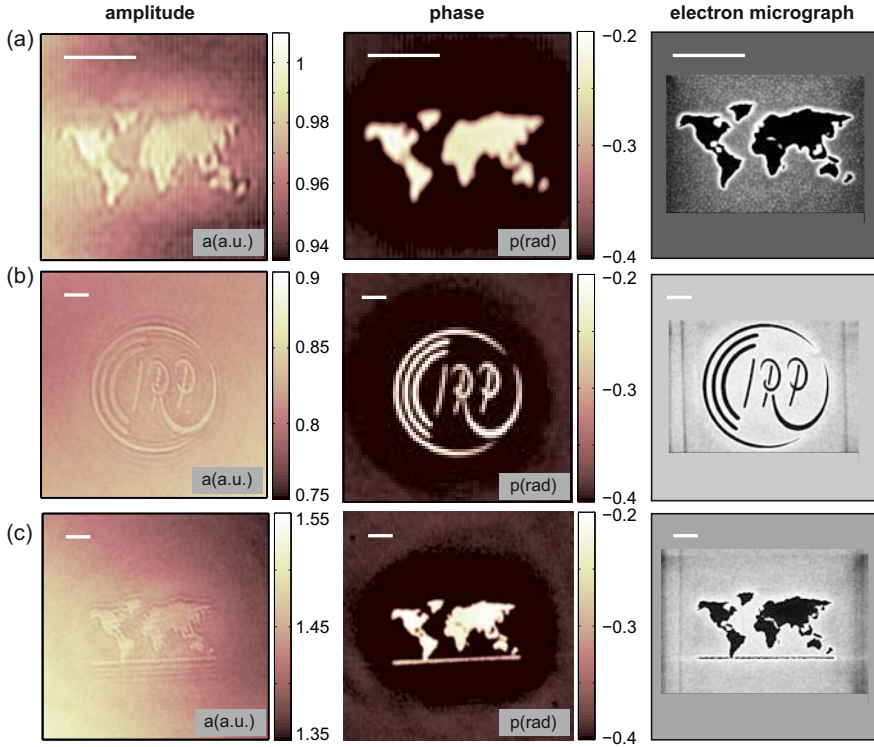 amplitude phase electron micrograph
(a)
1
0.98
0.96
0.94
a(a.u.)
−0.2
−0.3
−0.4
p(rad)
(b)
0.9
0.85
0.8
0.75
a(a.u.)
−0.2
−0.3
−0.4
p(rad)
IRP
IRP
(c)
1.55
1.45
1.35
a(a.u.)
−0.2
−0.3
−0.4
p(rad)